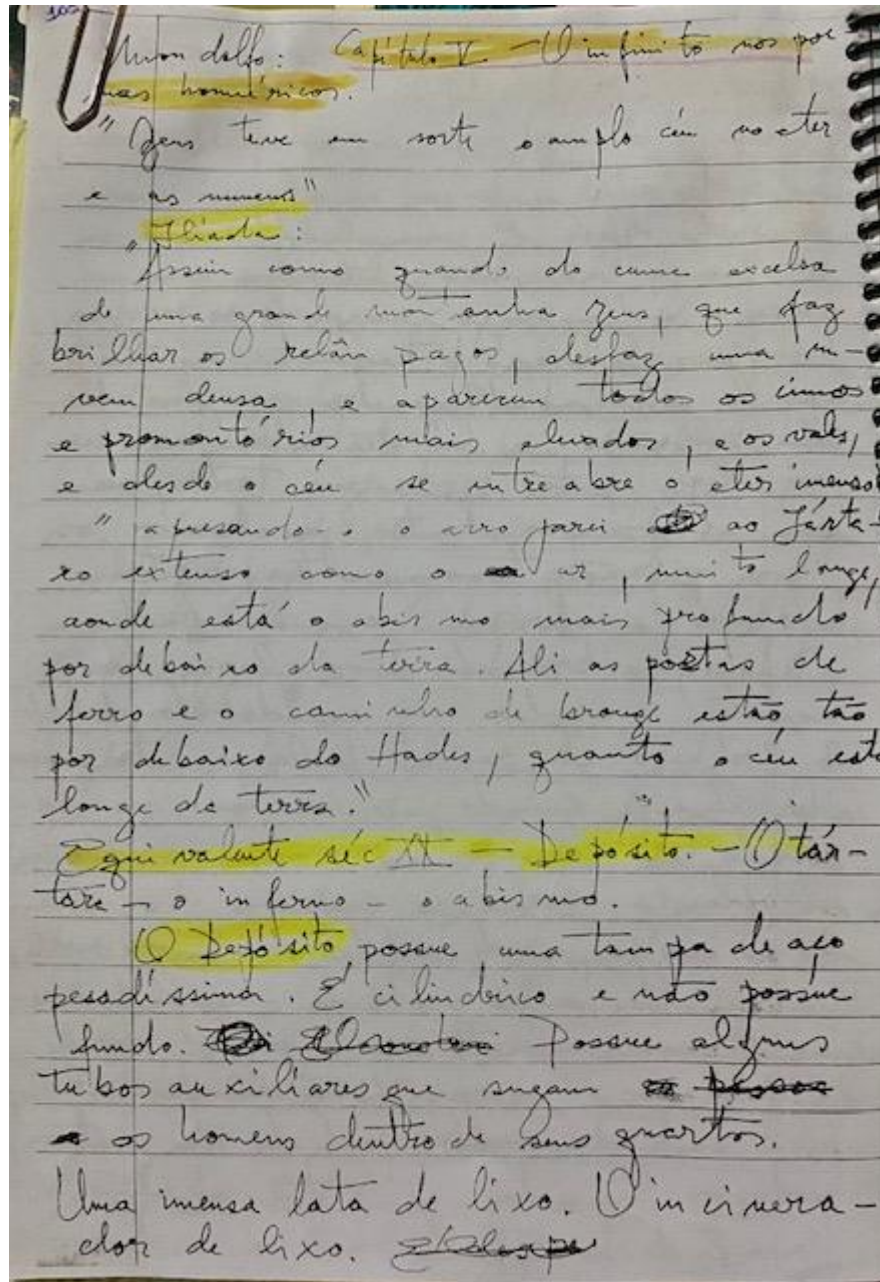 102
Mondolfo: Capítulo V - O infinito nos poe-
mas homéricos.
"Zeus teve em sorte o amplo céu no eter
e as nuvens"
Ilíada:
"Assim como quando do cume excelso
de uma grande montanha Zeus, que faz
brilhar os relâmpagos, desfaz uma nu-
vem densa, e aparecem todos os cimos
e promontórios mais elevados, e os vales,
e desde o céu se entreabre o eter imenso
"apresando-o o arrojarei ao Tárta-
ro extenso como o ar, muito longe,
aonde está o abismo mais profundo
por debaixo da terra. Ali as portas de
ferro e o caminho de bronze estão tão
por debaixo do Hades, quanto o céu está
longe da terra."
Equivalente séc XX - Depósito. - O tár-
taro - o inferno - o abismo.
O Depósito possue uma tampa de aço
pesadíssima. É cilíndrico e não possue
fundo. Possue alguns
tubos auxiliares que sugam
os homens dentro de seus quartos.
Uma imensa lata de lixo. O incinera-
dor de lixo.